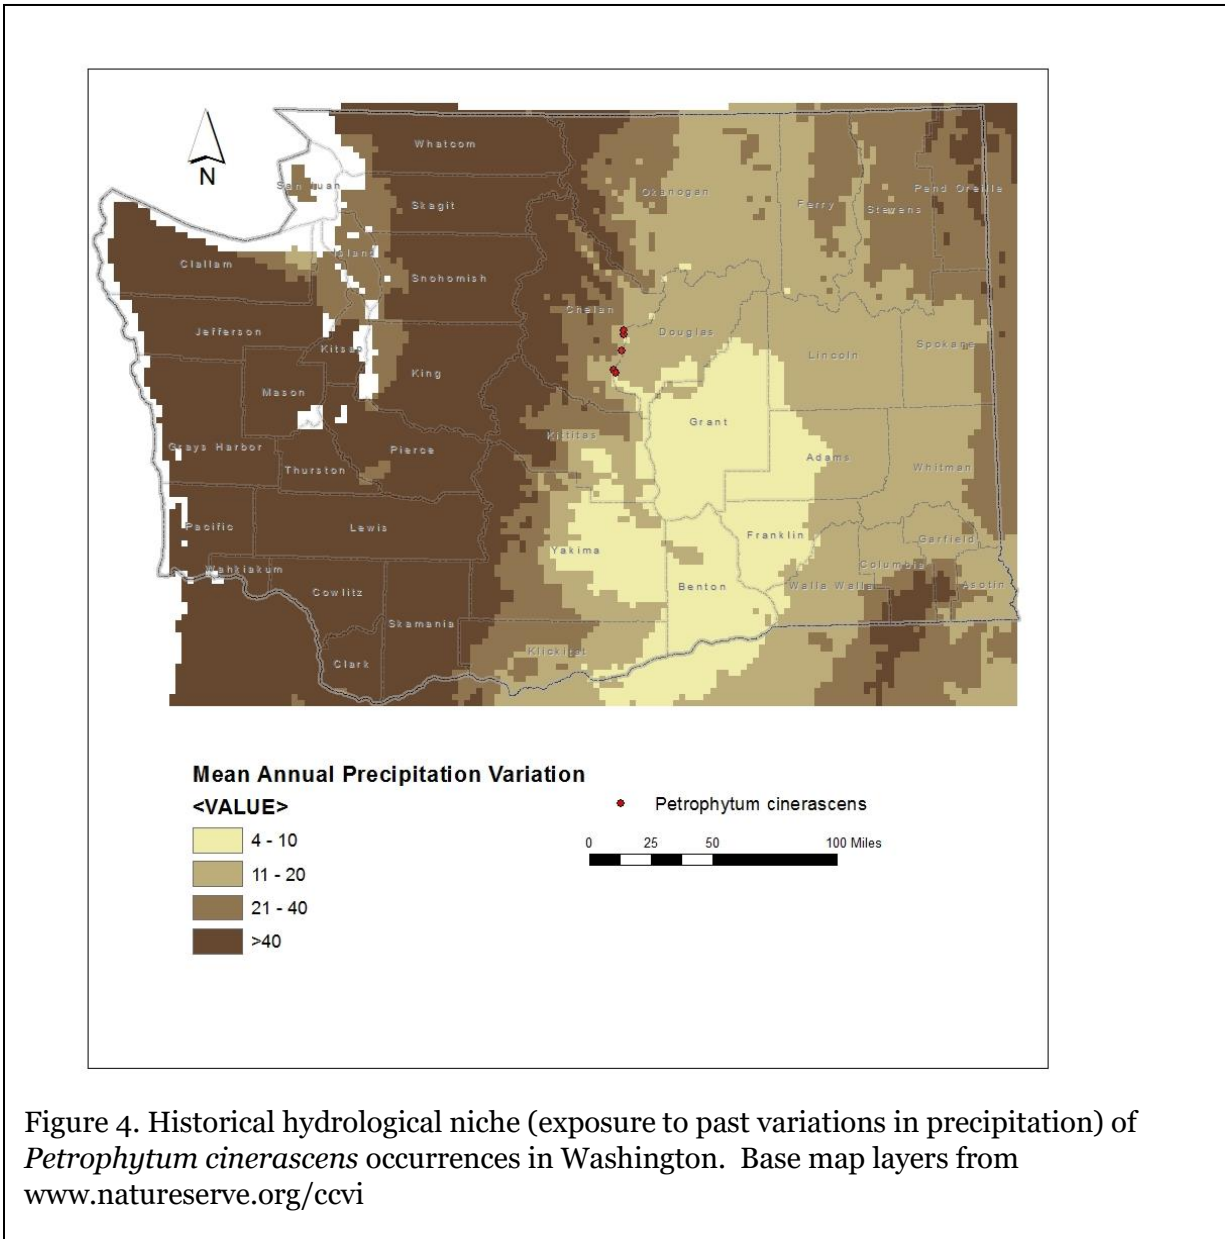 N
Whatcom
San Juan
Skagit
Okanogan
Ferry
Stevens
Pend Oreille
Island
Clallam
Snohomish
Chelan
Jefferson
Douglas
Lincoln
Spokane
Kitsap
King
Mason
Grant
Grays Harbor
Kittitas
Pierce
Adams
Whitman
Thurston
Pacific
Lewis
Yakima
Franklin
Garfield
Wahkiakum
Columbia
Cowlitz
Benton
Walla Walla
Asotin
Skamania
Klickitat
Clark
Mean Annual Precipitation Variation
<VALUE>
4 - 10
11 - 20
21 - 40
>40
Petrophytum cinerascens
0 25 50 100 Miles
Figure 4. Historical hydrological niche (exposure to past variations in precipitation) of
Petrophytum cinerascens occurrences in Washington. Base map layers from
www.natureserve.org/ccvi